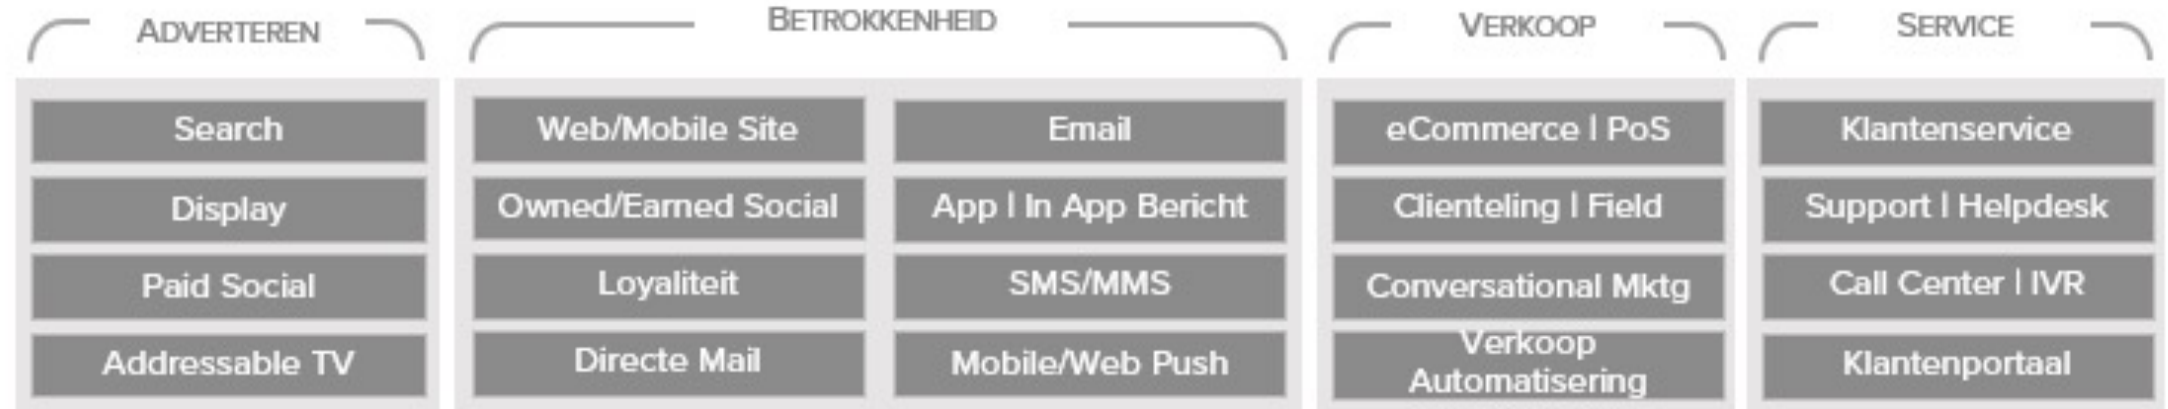 ADVERTEREN
Search
Display
Paid Social
Addressable TV
BETROKKENHEID
Web/Mobile Site
Owned/Earned Social
Loyaliteit
Directe Mail
Email
App | In App Bericht
SMS/MMS
Mobile/Web Push
VERKOOP
eCommerce | PoS
Clienteling | Field
Conversational Mktg
Verkoop
Automatisering
SERVICE
Klantenservice
Support | Helpdesk
Call Center | IVR
Klantenportaal